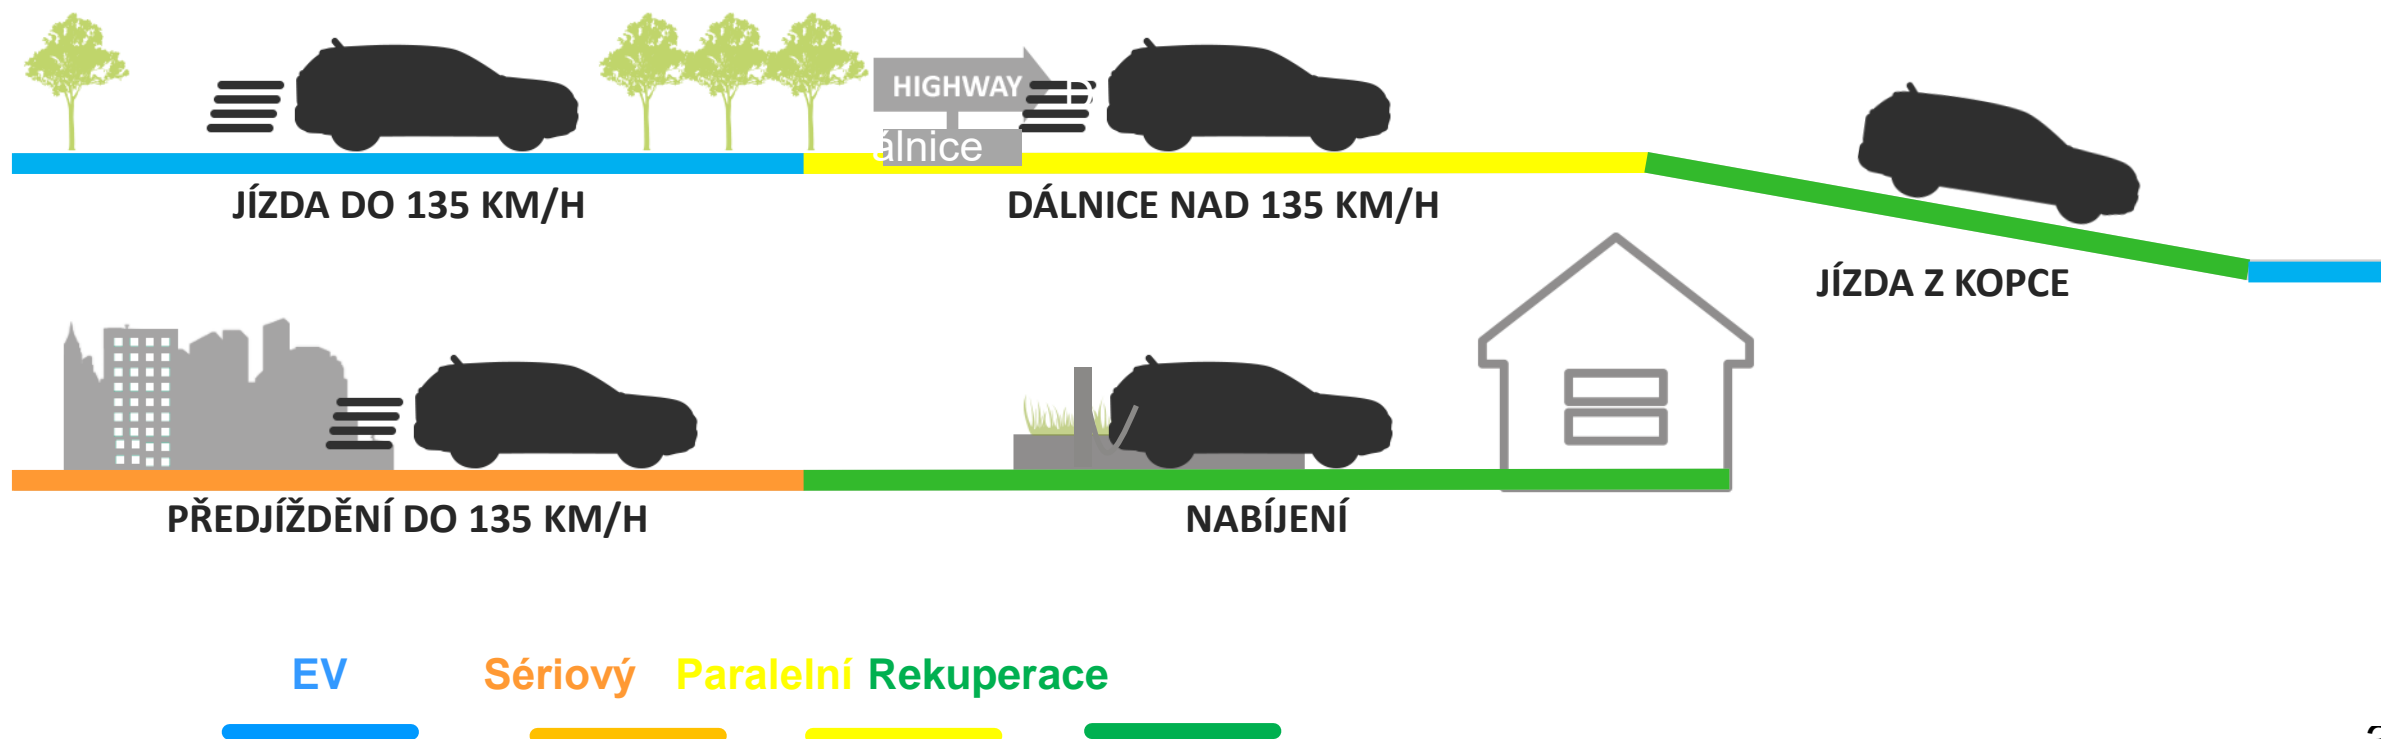 HIGHWAY
álnice
JÍZDA DO 135 KM/H
DÁLNICE NAD 135 KM/H
JÍZDA Z KOPCE
PŘEDJÍŽDĚNÍ DO 135 KM/H
NABÍJENÍ
EV Sériový Paralelní Rekuperace